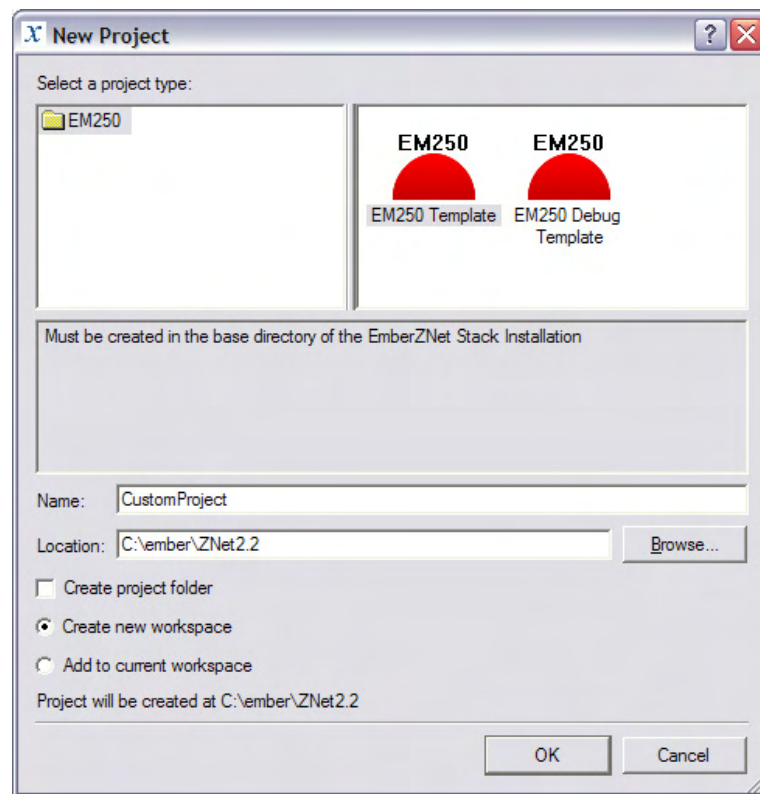 X New Project
Select a project type:
EM250
EM250
EM250 Template
EM250
EM250 Debug
Template
Must be created in the base directory of the EmberZNet Stack Installation
Name: CustomProject
Location: C:\ember\ZNet2.2 Browse...
Create project folder
Create new workspace
Add to current workspace
Project will be created at C:\ember\ZNet2.2
OK Cancel